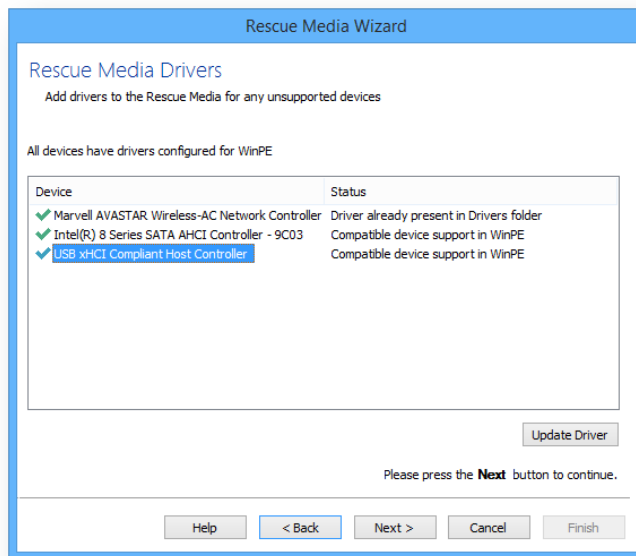 Rescue Media Wizard
Rescue Media Drivers
Add drivers to the Rescue Media for any unsupported devices
All devices have drivers configured for WinPE
Device Status
Marvell AVASTAR Wireless-AC Network Controller Driver already present in Drivers folder
Intel(R) 8 Series SATA AHCI Controller - 9C03 Compatible device support in WinPE
USB xHCI Compliant Host Controller Compatible device support in WinPE
Update Driver
Please press the Next button to continue.
Help < Back Next > Cancel Finish